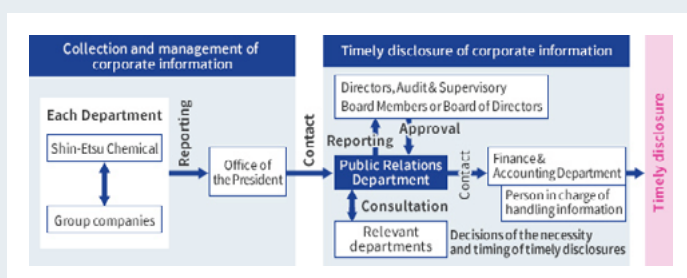 Collection and management of
corporate information
Each Department
Shin-Etsu Chemical
Group companies
Reporting
Office of
the President
Contact
Timely disclosure of corporate information
Directors, Audit & Supervisory
Board Members or Board of Directors
Reporting
Approval
Public Relations
Department
Consultation
Relevant
departments
Contact
Finance &
Accounting Department
Person in charge of
handling information
Decisions of the necessity
and timing of timely disclosures
Timely disclosure